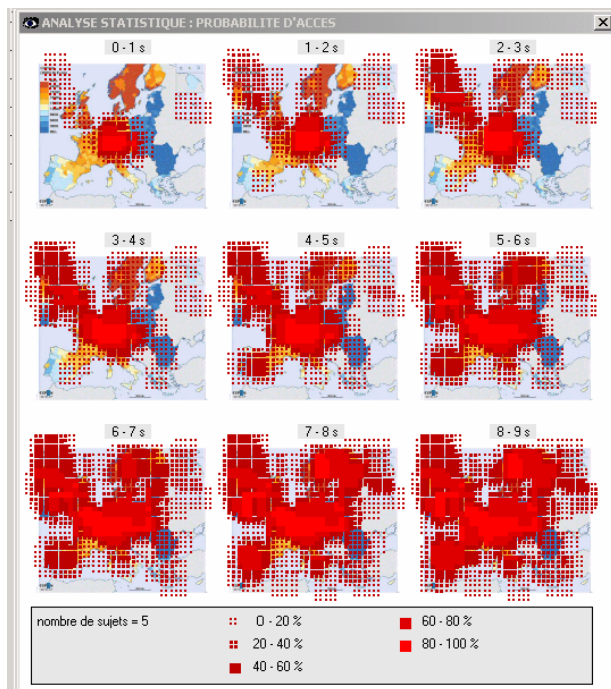 ANALYSE STATISTIQUE : PROBABILITE D'ACCES
0 - 1 s
1 - 2 s
2 - 3 s
3 - 4 s
4 - 5 s
5 - 6 s
6 - 7 s
7 - 8 s
8 - 9 s
nombre de sujets = 5
0 - 20 %
60 - 80 %
20 - 40 %
80 - 100 %
40 - 60 %